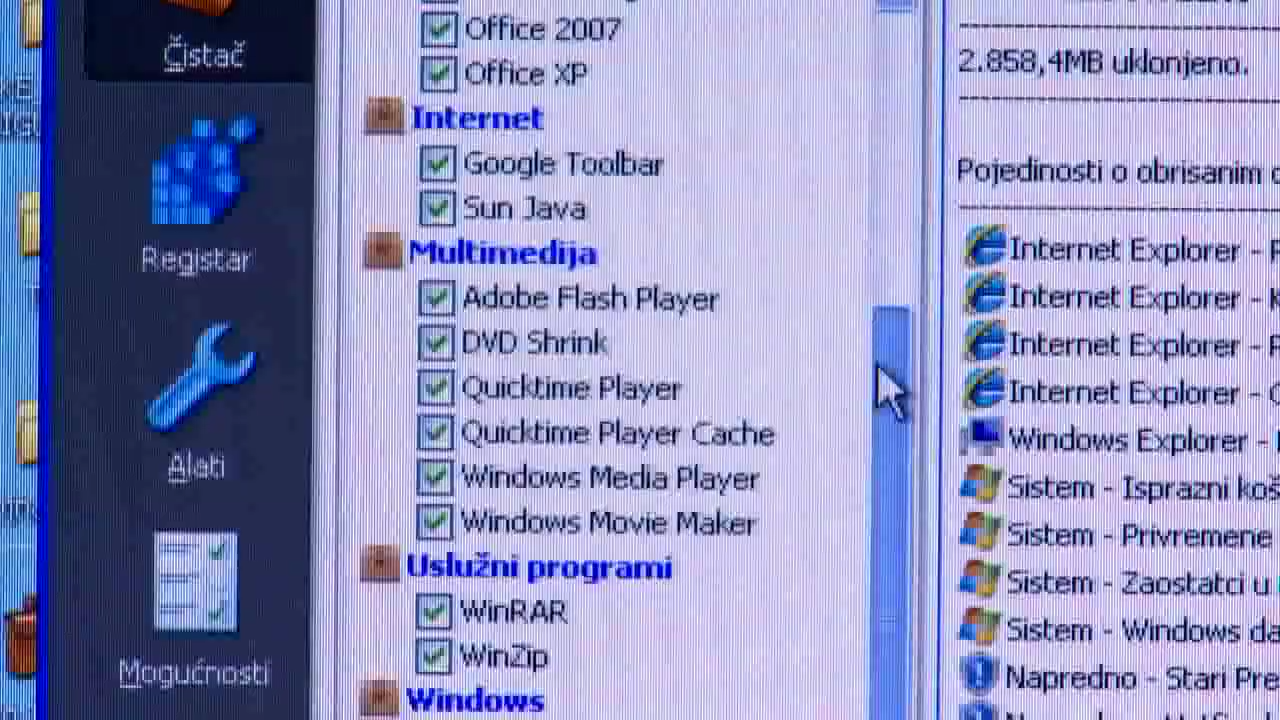 Čistač
Registar
Alati
Mogućnosti
Office 2007
Office XP
Internet
Google Toolbar
Sun Java
Multimedija
Adobe Flash Player
DVD Shrink
Quicktime Player
Quicktime Player Cache
Windows Media Player
Windows Movie Maker
Uslužni programi
WinRAR
WinZip
Windows
2.858,4MB uklonjeno.
Pojedinosti o obrisanim
Internet Explorer -
Internet Explorer -
Internet Explorer -
Internet Explorer -
Windows Explorer -
Sistem - Isprazni koš
Sistem - Privremene
Sistem - Zaostatci u
Sistem - Windows da
Napredno - Stari Pre